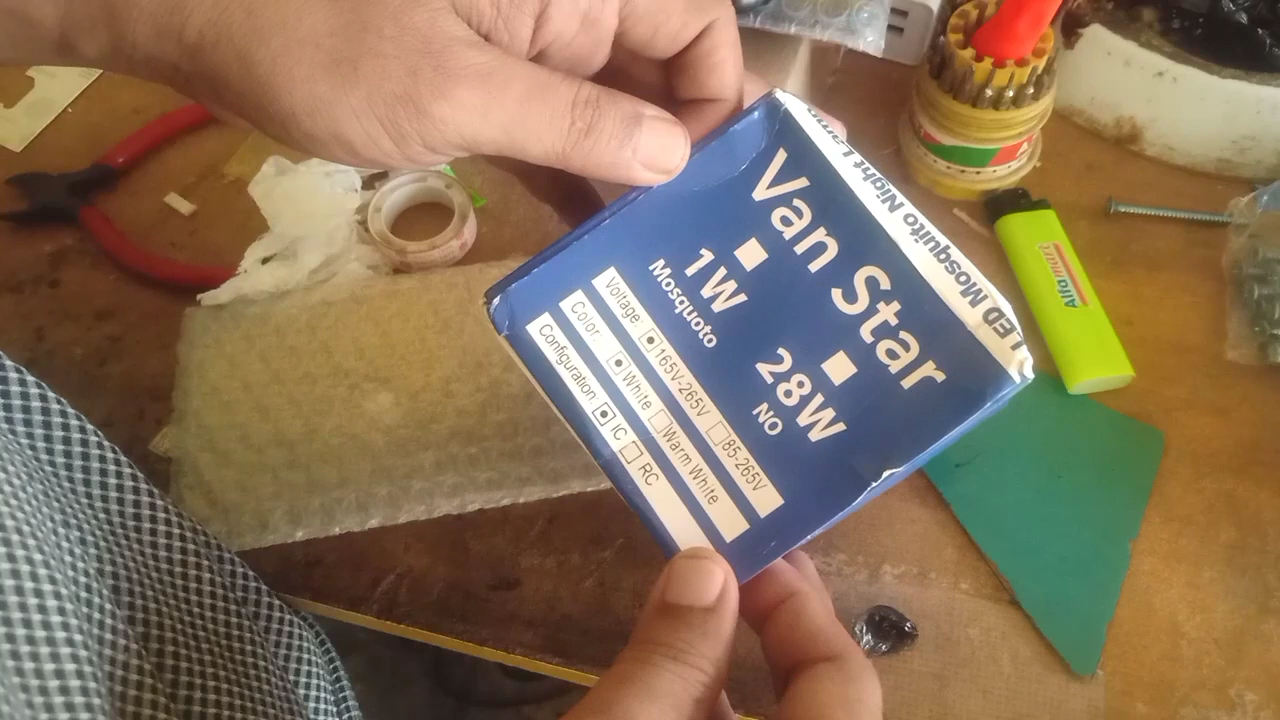 LED Mosquito Night Lamp
Van Star
1W 28W
Mosquoto NO
Voltage: 165V-265V 85-265V
Color: White Warm White
Configuration: IC RC
Alfamart